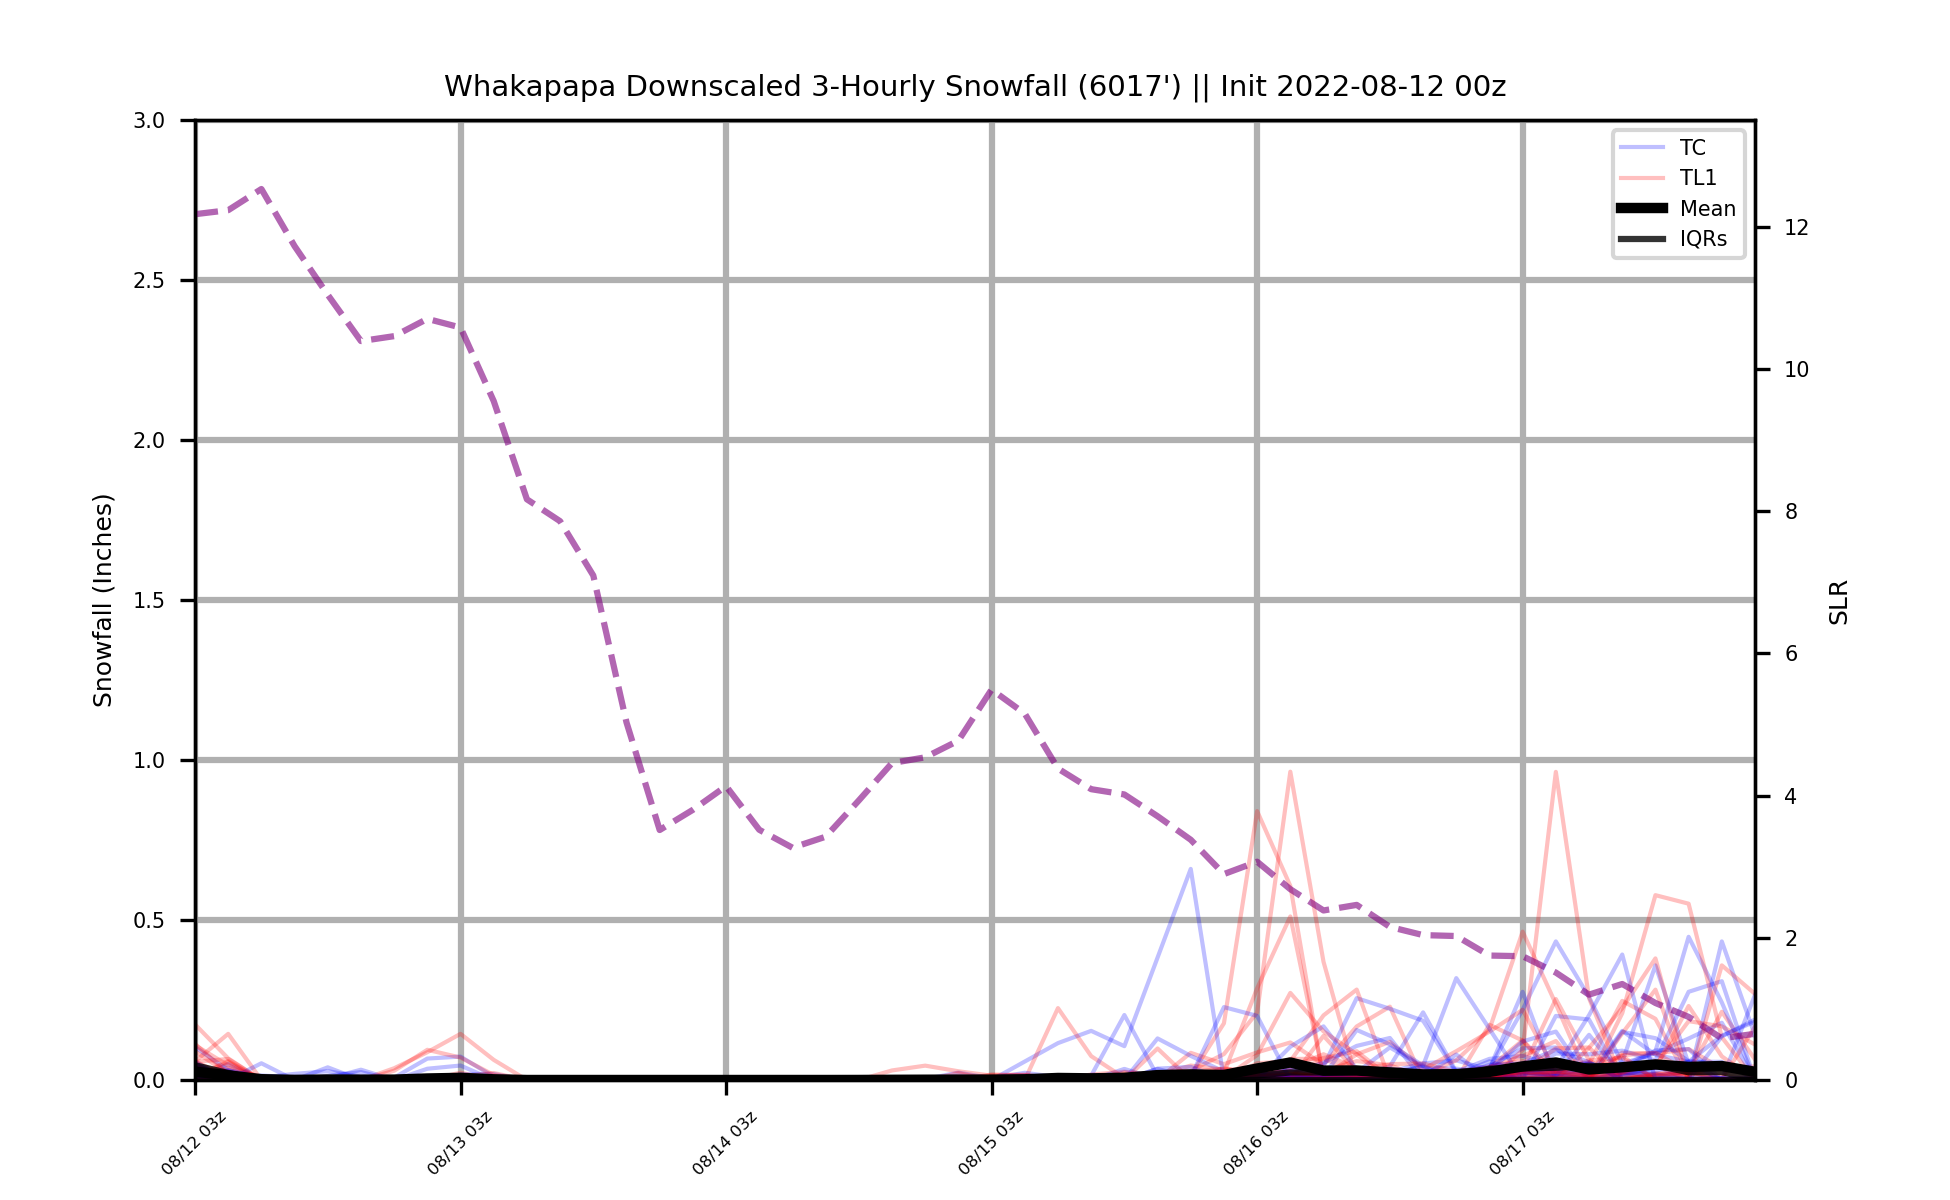 Whakapapa Downscaled 3-Hourly Snowfall (6017') || Init 2022-08-12 00z
TC
TL1
Mean
IQRs
3.0
2.5
2.0
1.5
1.0
0.5
0.0
Snowfall (Inches)
12
10
8
6
4
2
0
SLR
08/12 03z
08/13 03z
08/14 03z
08/15 03z
08/16 03z
08/17 03z